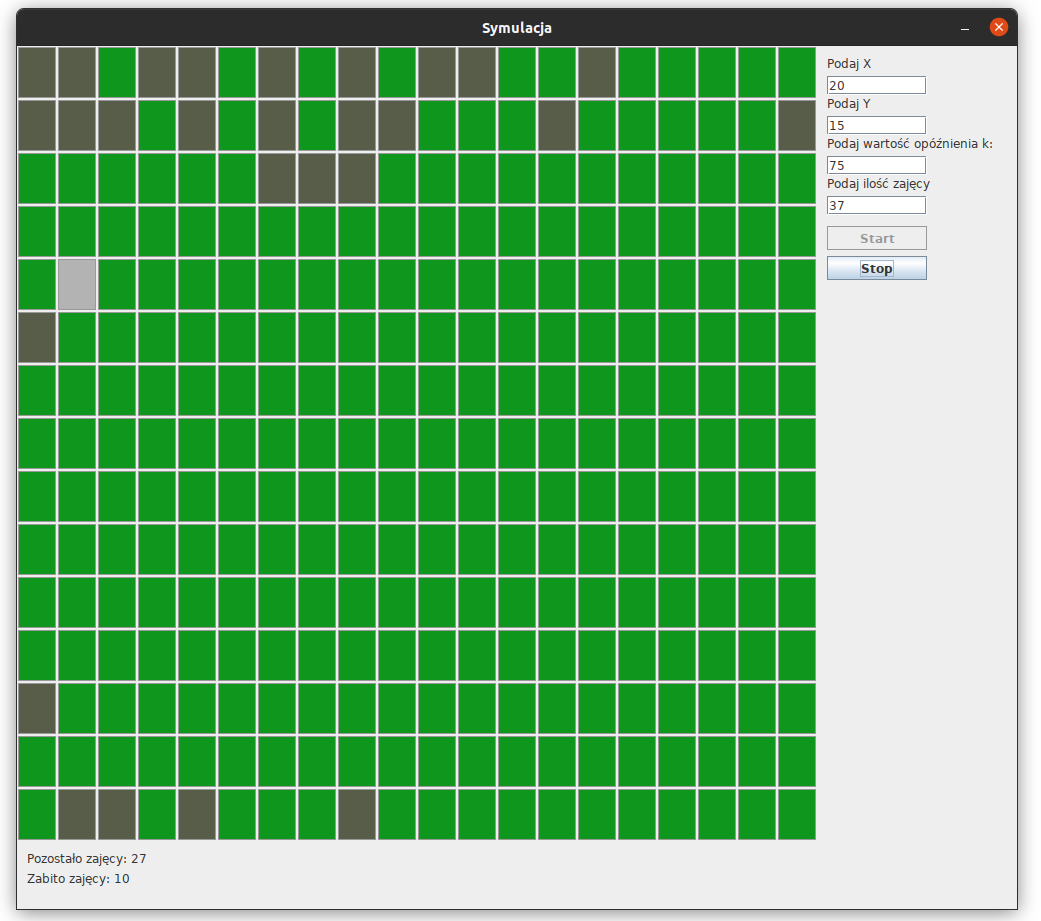 Symulacja
Podaj X
20
Podaj Y
15
Podaj wartość opóźnienia k:
75
Podaj ilość zajęcy
37
Start
Stop
Pozostało zajęcy: 27
Zabito zajęcy: 10